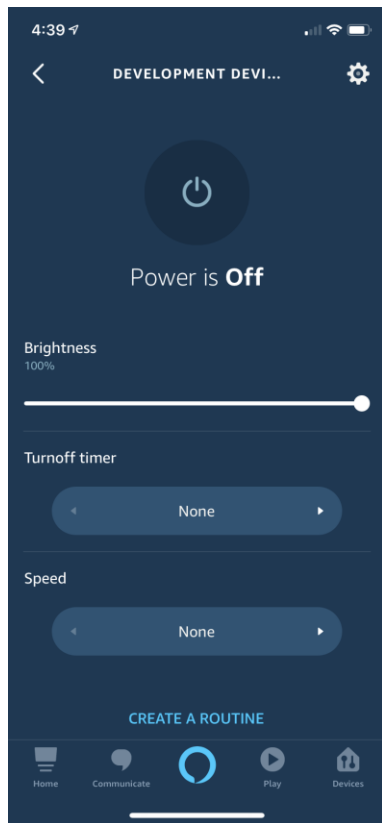 4:39
DEVELOPMENT DEVI...
Power is Off
Brightness
100%
Turnoff timer
None
Speed
None
CREATE A ROUTINE
Home Communicate Play Devices